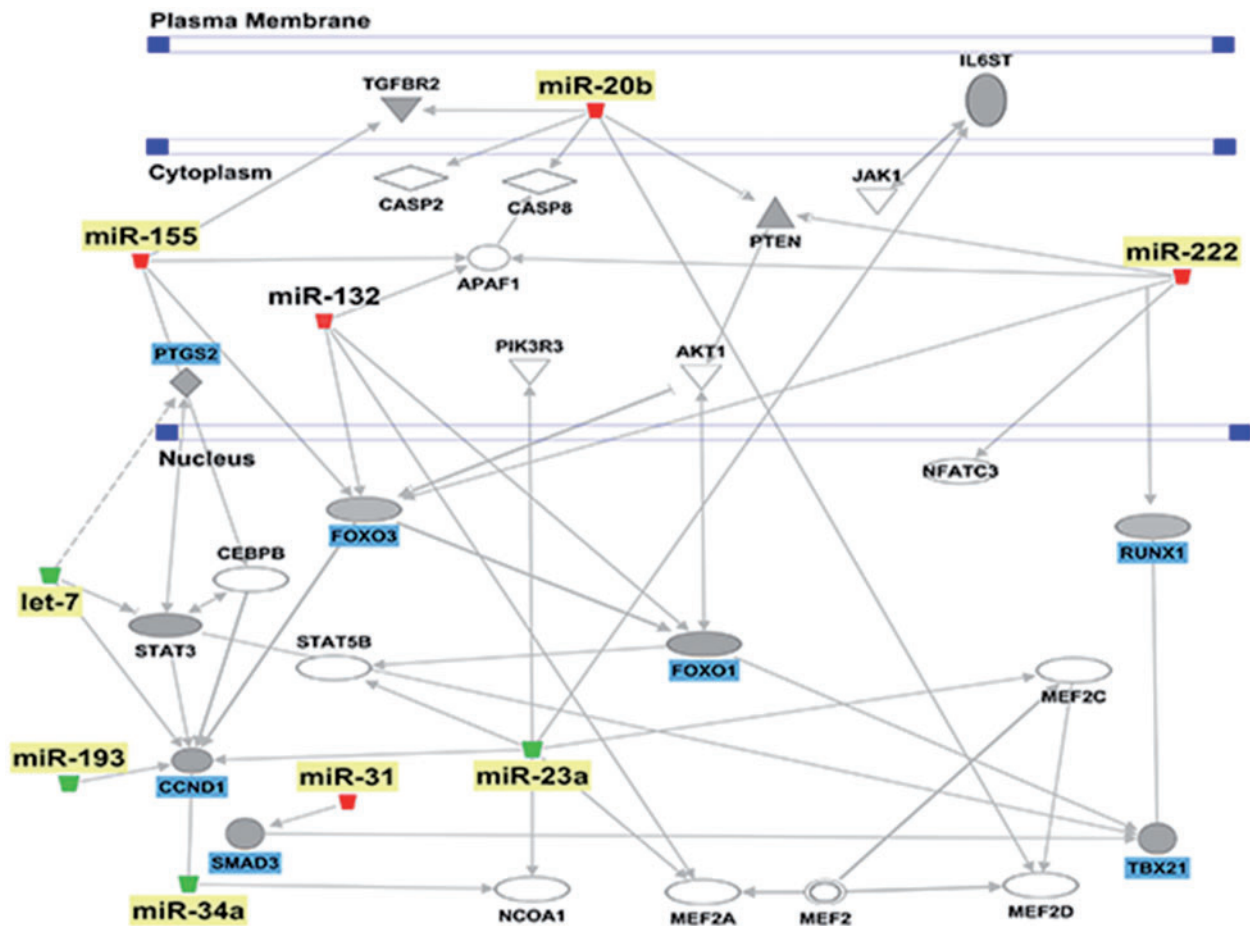 Plasma Membrane
IL6ST
TGFBR2
miR-20b
Cytoplasm
JAK1
CASP2
CASP8
miR-155
PTEN
miR-222
APAF1
miR-132
PTGS2
PIK3R3
AKT1
Nucleus
NFATC3
FOXO3
RUNX1
CEBPB
let-7
STAT3
STAT5B
FOXO1
MEF2C
miR-193
CCND1
miR-31
miR-23a
SMAD3
TBX21
miR-34a
NCOA1
MEF2A
MEF2
MEF2D